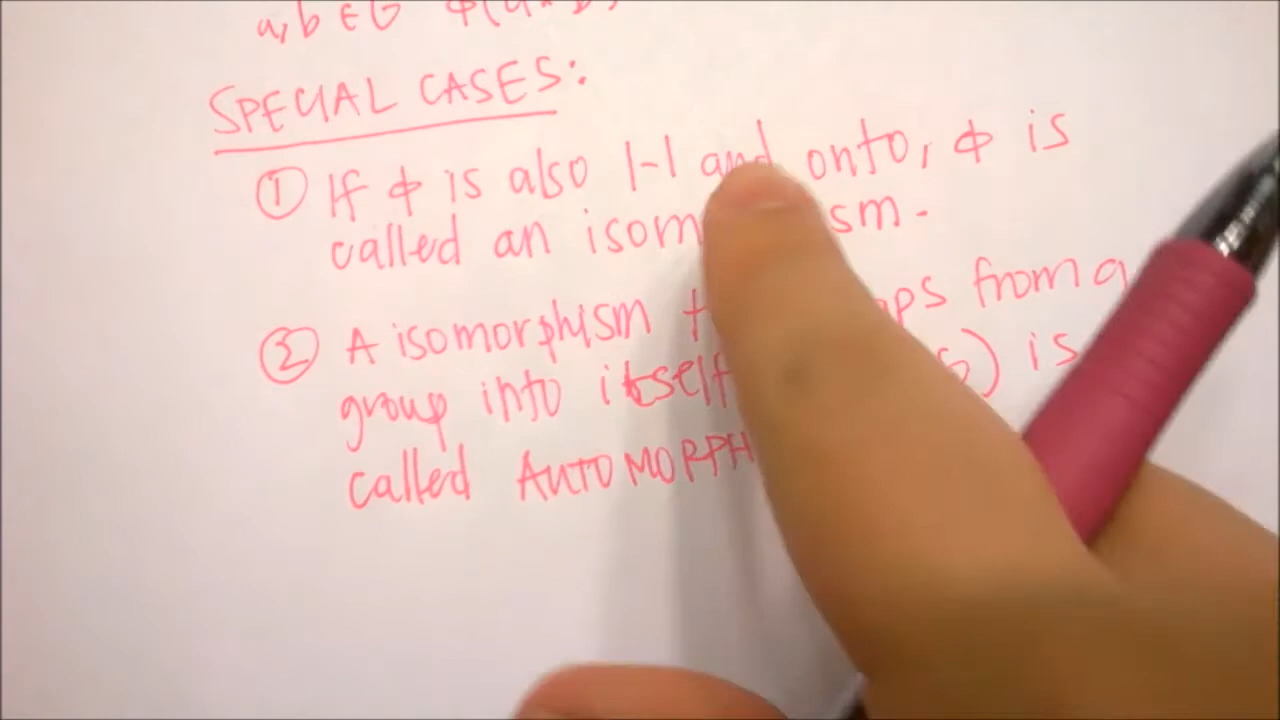 a, b ∈ G ϕ(
SPECIAL CASES:
① If ϕ is also 1-1 and onto, ϕ is
called an isom sm.
② A isomorphism from a
group into itself ) is
called AUTOMORPH